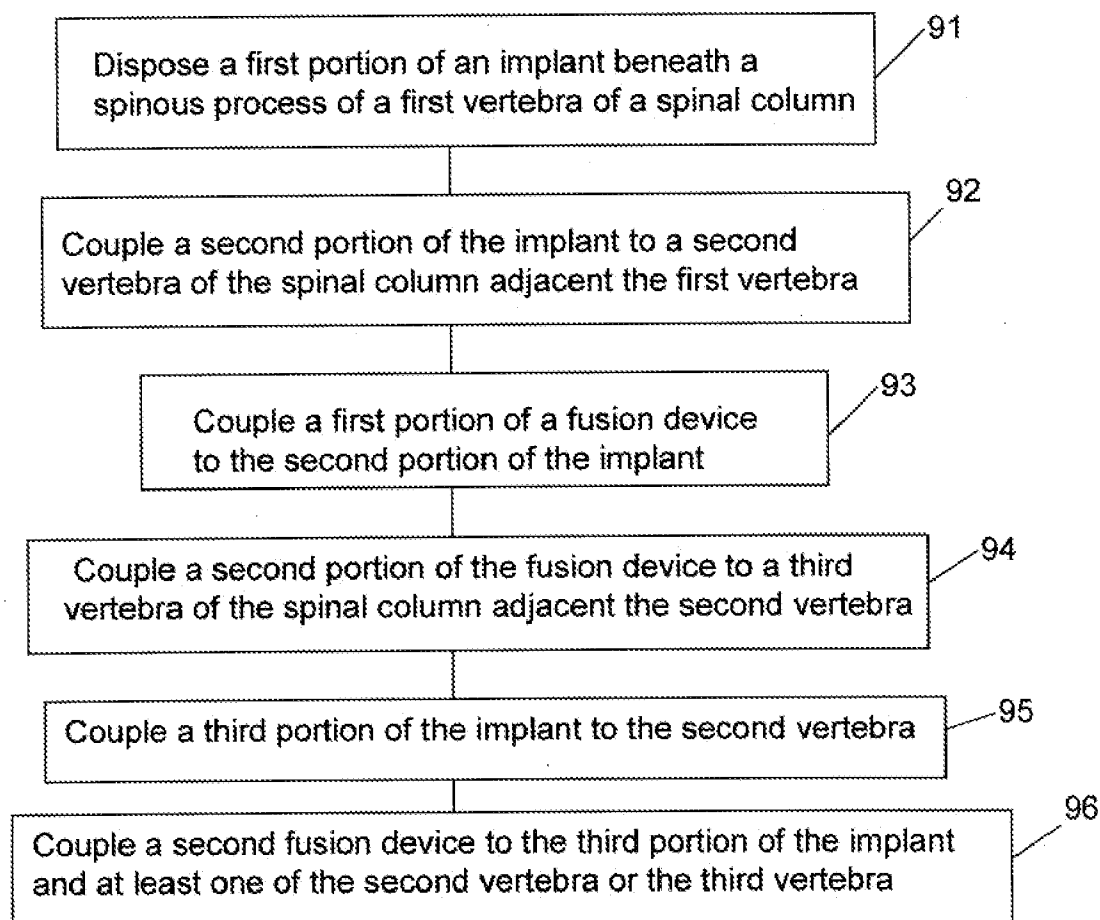 91
Dispose a first portion of an implant beneath a
spinous process of a first vertebra of a spinal column
92
Couple a second portion of the implant to a second
vertebra of the spinal column adjacent the first vertebra
93
Couple a first portion of a fusion device
to the second portion of the implant
94
Couple a second portion of the fusion device to a third
vertebra of the spinal column adjacent the second vertebra
95
Couple a third portion of the implant to the second vertebra
96
Couple a second fusion device to the third portion of the implant
and at least one of the second vertebra or the third vertebra